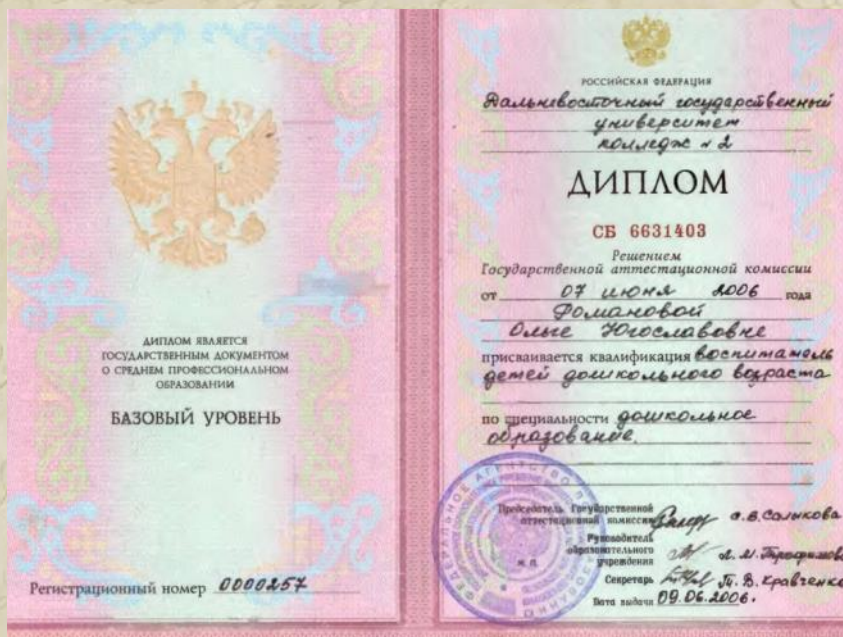 ДИПЛОМ ЯВЛЯЕТСЯ
ГОСУДАРСТВЕННЫМ ДОКУМЕНТОМ
О СРЕДНЕМ ПРОФЕССИОНАЛЬНОМ
ОБРАЗОВАНИИ
БАЗОВЫЙ УРОВЕНЬ
Регистрационный номер 0000257
РОССИЙСКАЯ ФЕДЕРАЦИЯ
Дальневосточный государственный
университет
колледж № 2
ДИПЛОМ
СБ 6631403
Решением
Государственной аттестационной комиссии
от 07 июня 2006 года
Романовой
Ольге Югославовне
присваивается квалификация воспитатель
детей дошкольного возраста
по специальности дошкольное
образование.
Председатель Государственной
аттестационной комиссии О.В. Салыкова
Руководитель
образовательного
учреждения
М. П.
Секретарь Т. В. Кравченко
Дата выдачи 09.06.2006.